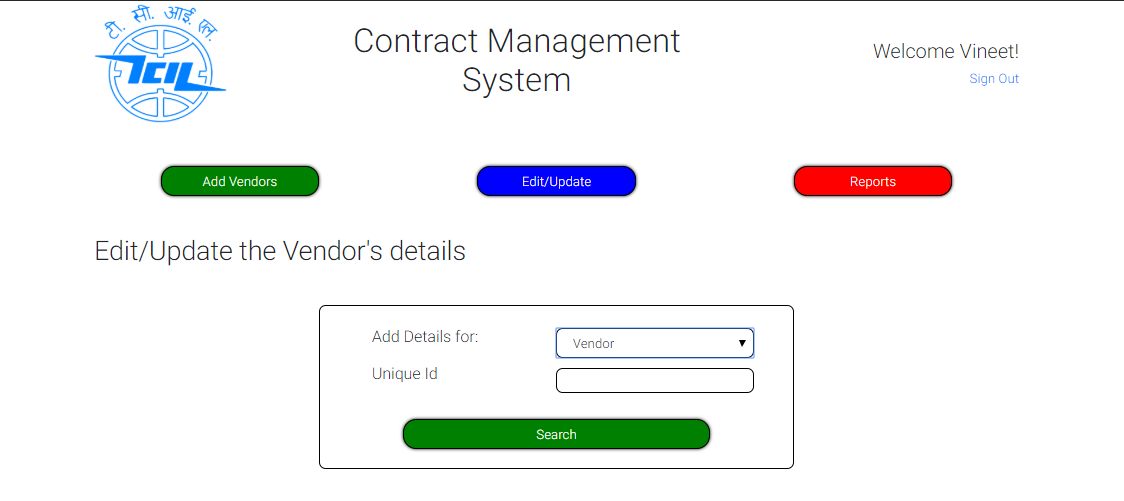 टी. सी. आई. एल.
TCIL
Contract Management
System
Welcome Vineet!
Sign Out
Add Vendors
Edit/Update
Reports
Edit/Update the Vendor's details
Add Details for:
Vendor
Unique Id
Search